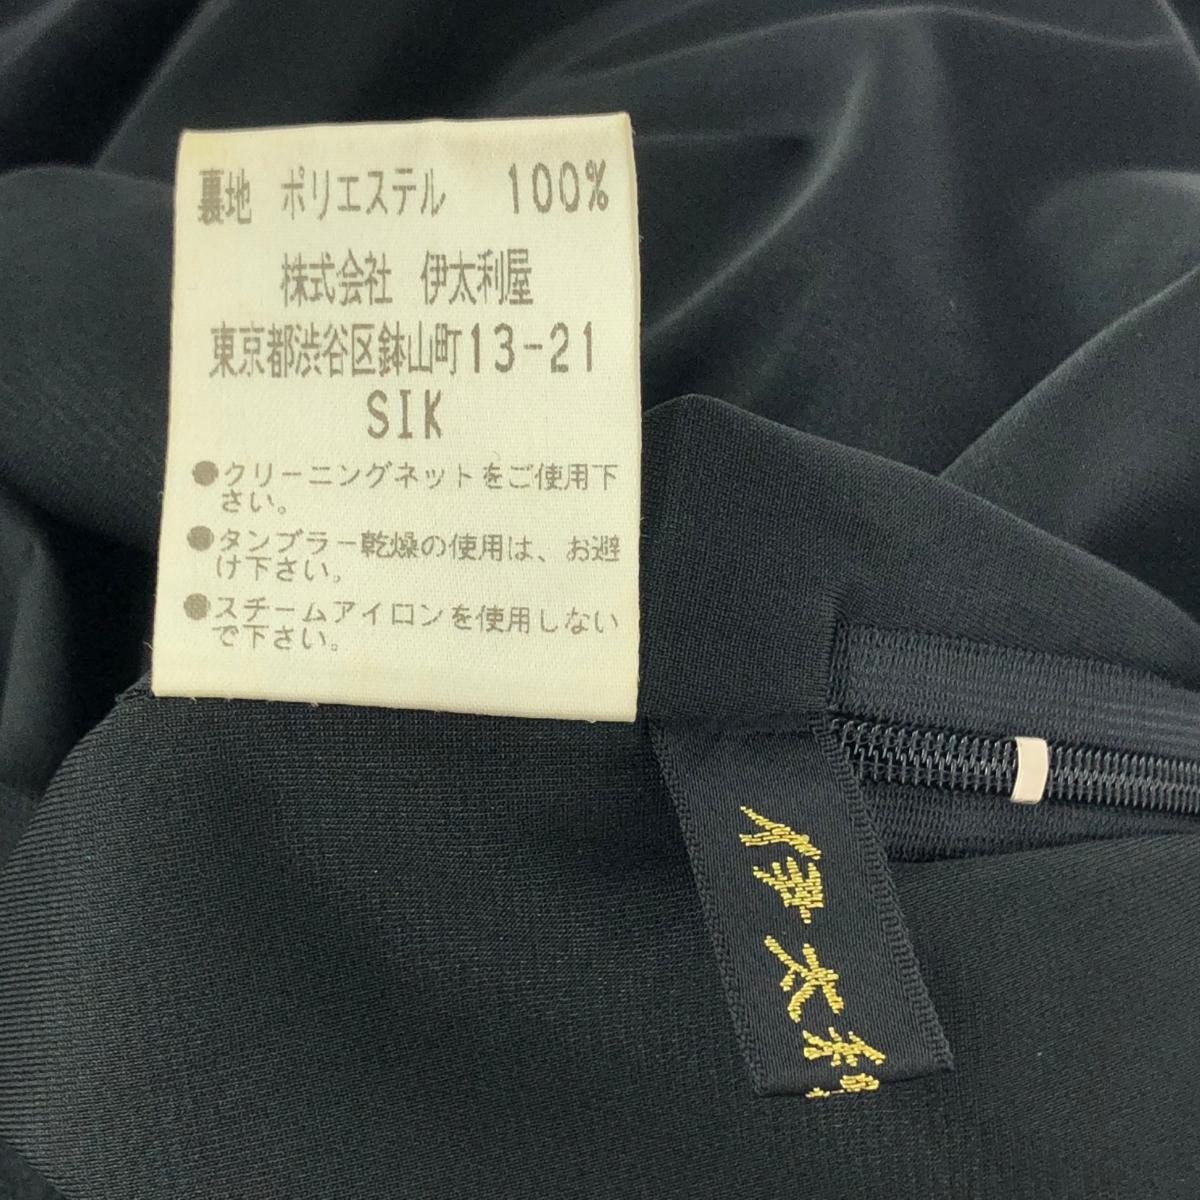 裏地 ポリエステル 100%
株式会社 伊太利屋
東京都渋谷区鉢山町13-21
SIK
●クリーニングネットをご使用下
さい。
●タンブラー乾燥の使用は、お避
け下さい。
●スチームアイロンを使用しない
で下さい。
伊太利